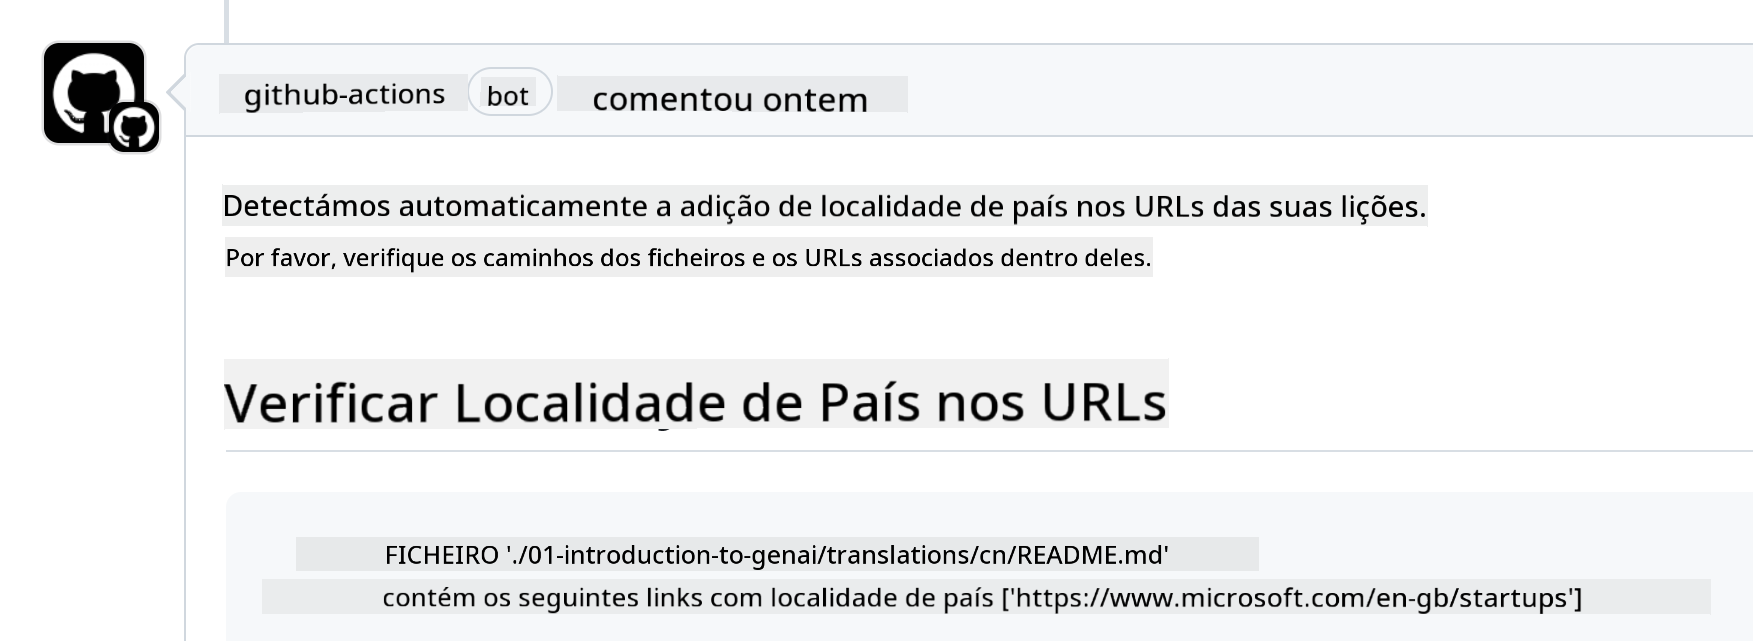 github-actions bot comentou ontem
Detectámos automaticamente a adição de localidade de país nos URLs das suas lições.
Por favor, verifique os caminhos dos ficheiros e os URLs associados dentro deles.
Verificar Localidade de País nos URLs
FICHEIRO './01-introduction-to-genai/translations/cn/README.md'
contém os seguintes links com localidade de país ['https://www.microsoft.com/en-gb/startups']